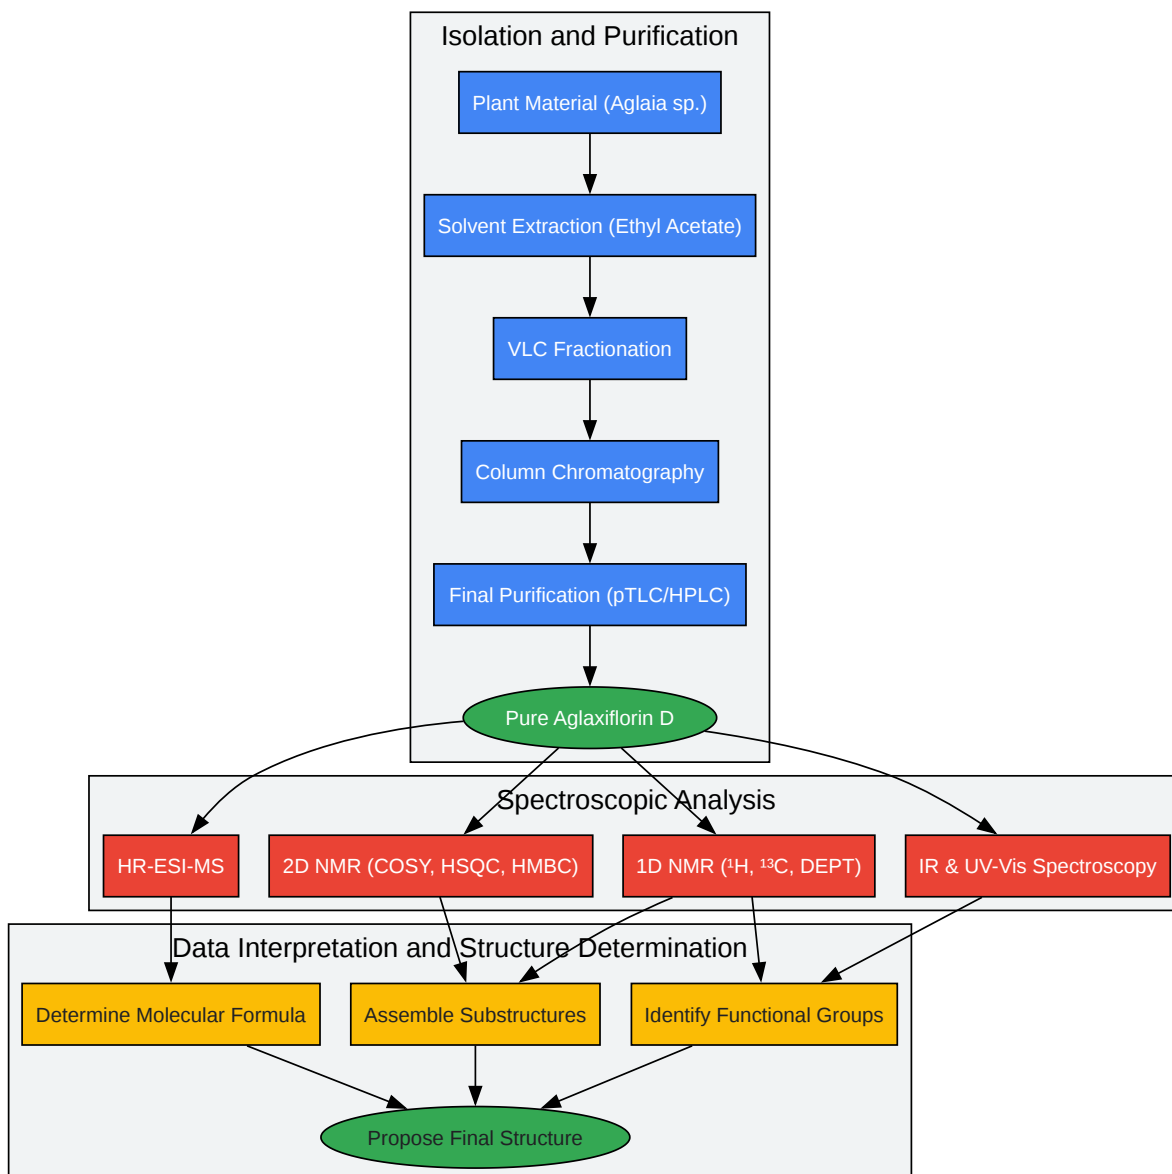 Isolation and Purification
Plant Material (Aglaia sp.)
Solvent Extraction (Ethyl Acetate)
VLC Fractionation
Column Chromatography
Final Purification (pTLC/HPLC)
Pure Aglaxiflorin D
Spectroscopic Analysis
HR-ESI-MS
2D NMR (COSY, HSQC, HMBC)
1D NMR (¹H, ¹³C, DEPT)
IR & UV-Vis Spectroscopy
Data Interpretation and Structure Determination
Determine Molecular Formula
Assemble Substructures
Identify Functional Groups
Propose Final Structure